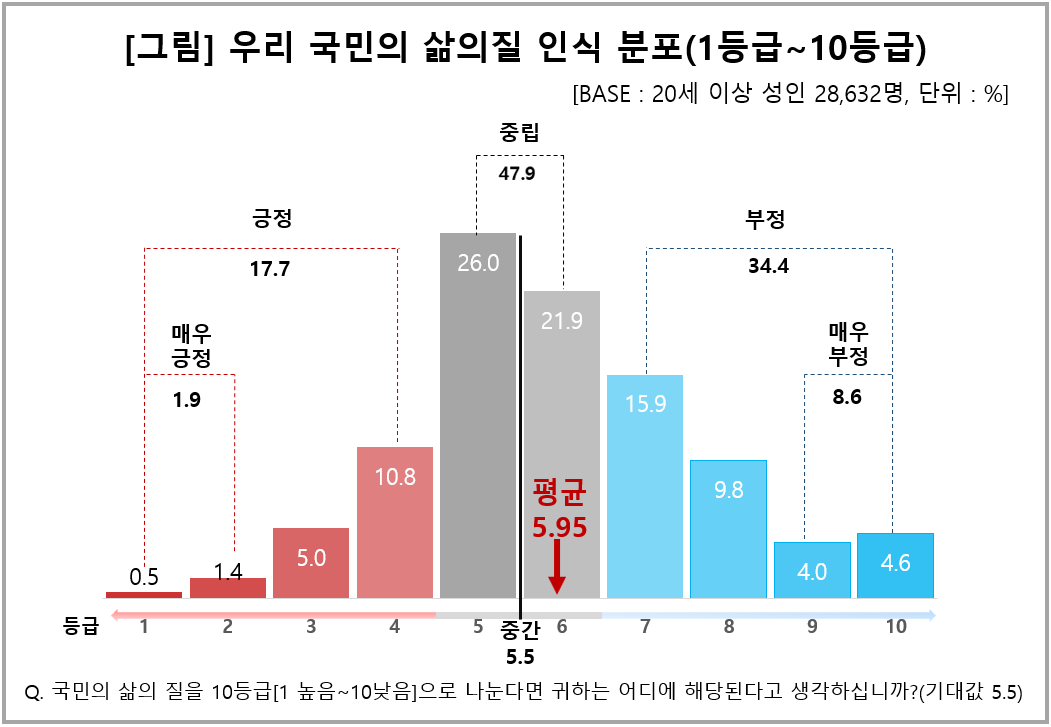 [그림] 우리 국민의 삶의질 인식 분포(1등급~10등급)
[BASE : 20세 이상 성인 28,632명, 단위 : %]
중립
47.9
긍정
17.7
부정
34.4
매우
긍정
1.9
매우
부정
8.6
0.5
1.4
5.0
10.8
26.0
21.9
15.9
9.8
4.0
4.6
평균
5.95
등급 1 2 3 4 5 6 7 8 9 10
중간
5.5
Q. 국민의 삶의 질을 10등급[1 높음~10낮음]으로 나눈다면 귀하는 어디에 해당된다고 생각하십니까?(기대값 5.5)